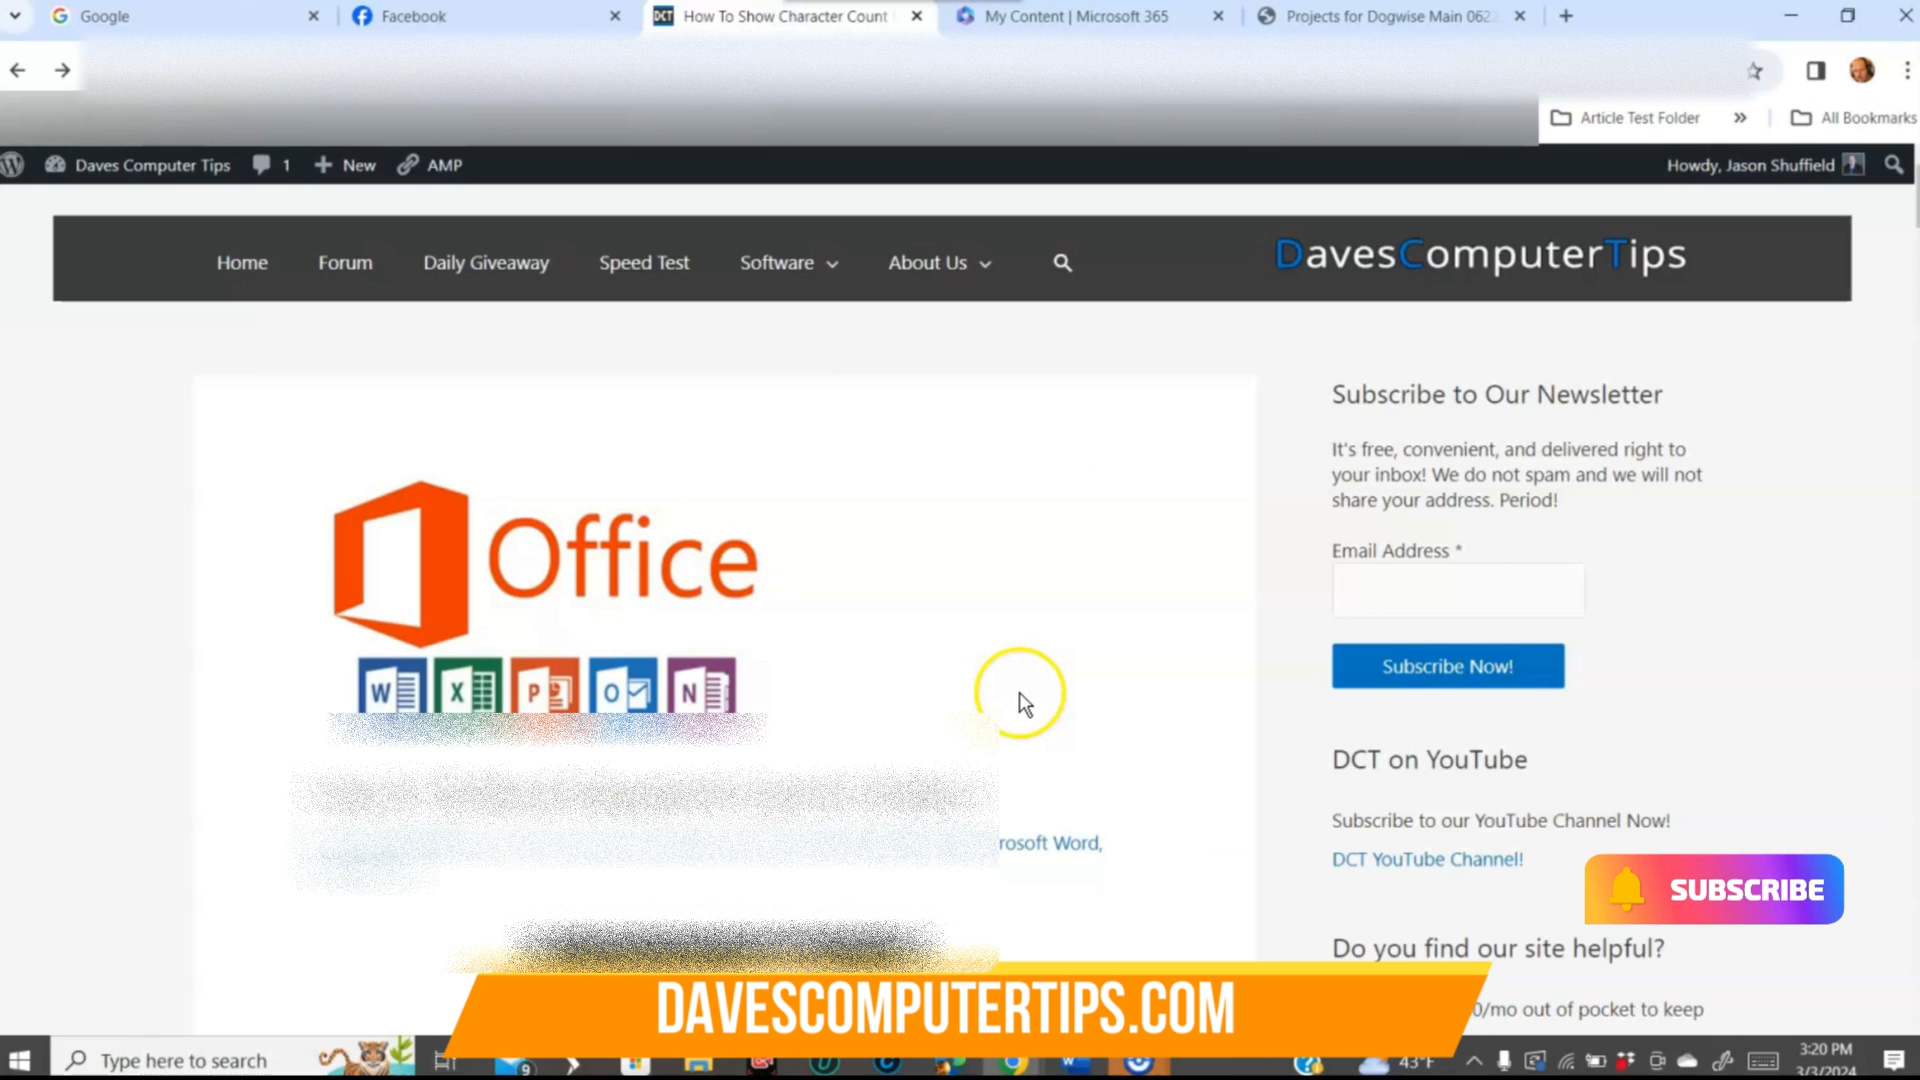 Google
Facebook
How To Show Character Count
My Content | Microsoft 365
Projects for Dogwise Main 062
Article Test Folder
All Bookmarks
Daves Computer Tips
1
New
AMP
Howdy, Jason Shuffield
Home
Forum
Daily Giveaway
Speed Test
Software
About Us
DavesComputerTips
Subscribe to Our Newsletter
It's free, convenient, and delivered right to
your inbox! We do not spam and we will not
share your address. Period!
Email Address *
Subscribe Now!
Office
W
X
P
O
N
DCT on YouTube
Subscribe to our YouTube Channel Now!
rosoft Word,
DCT YouTube Channel!
SUBSCRIBE
Do you find our site helpful?
0/mo out of pocket to keep
DAVESCOMPUTERTIPS.COM
Type here to search
9
43°F
3:20 PM
3/3/2024